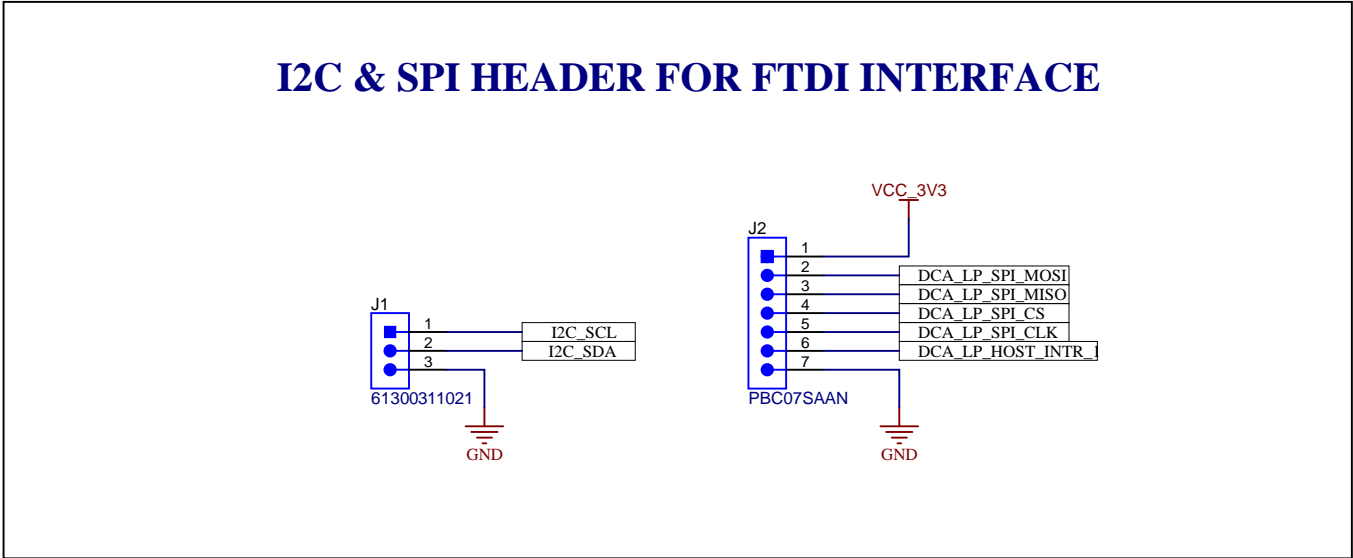 I2C & SPI HEADER FOR FTDI INTERFACE
VCC_3V3
J2
1
2 DCA_LP_SPI_MOSI
3 DCA_LP_SPI_MISO
4 DCA_LP_SPI_CS
5 DCA_LP_SPI_CLK
6 DCA_LP_HOST_INTR_1
7
PBC07SAAN
GND
J1
1 I2C_SCL
2 I2C_SDA
3
61300311021
GND